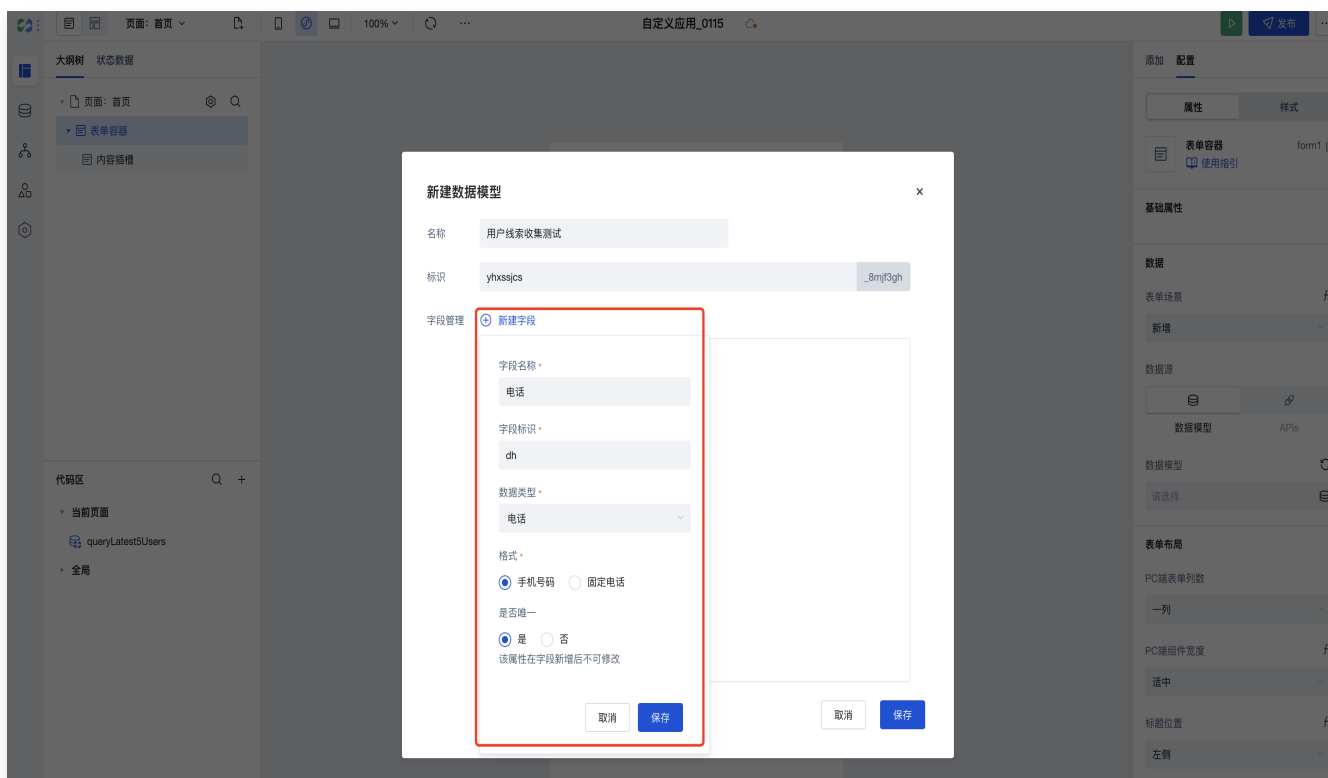 页面：首页
100%
自定义应用_0115
发布
大纲树 状态数据
页面：首页
表单容器
内容插槽
代码区
当前页面
queryLatest5Users
全局
新建数据模型
名称 用户线索收集测试
标识 yhxssjcs _8mjf3gh
字段管理 新建字段
字段名称 *
电话
字段标识 *
dh
数据类型 *
电话
格式 *
手机号码 固定电话
是否唯一
是 否
该属性在字段新增后不可修改
取消 保存
取消 保存
添加 配置
属性 样式
表单容器 form1
使用指引
基础属性
数据
表单场景
新增
数据源
数据模型 APIs
数据模型
请选择
表单布局
PC端表单列数
一列
PC端组件宽度
适中
标题位置
左侧